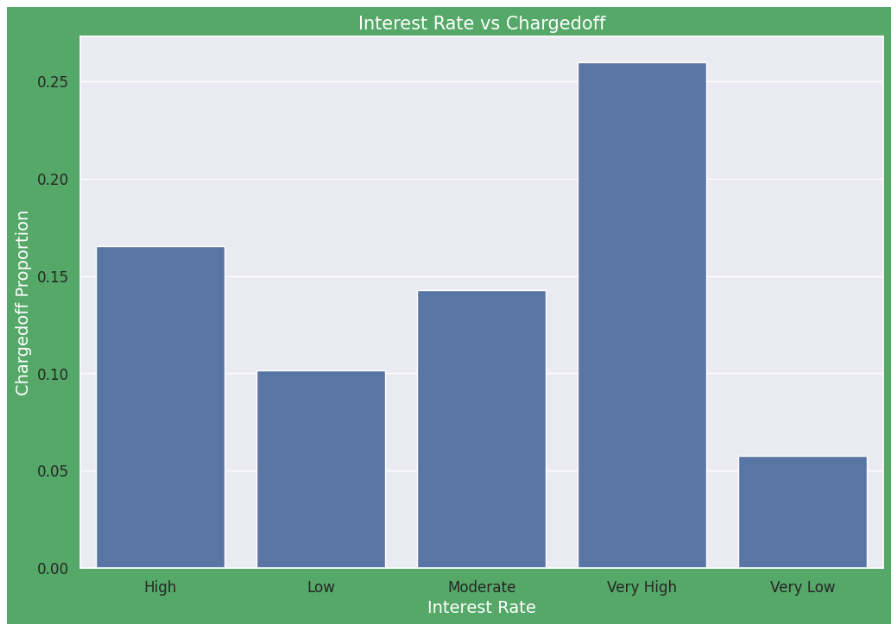 Interest Rate vs Chargedoff
Chargedoff Proportion
0.25
0.20
0.15
0.10
0.05
0.00
High Low Moderate Very High Very Low
Interest Rate